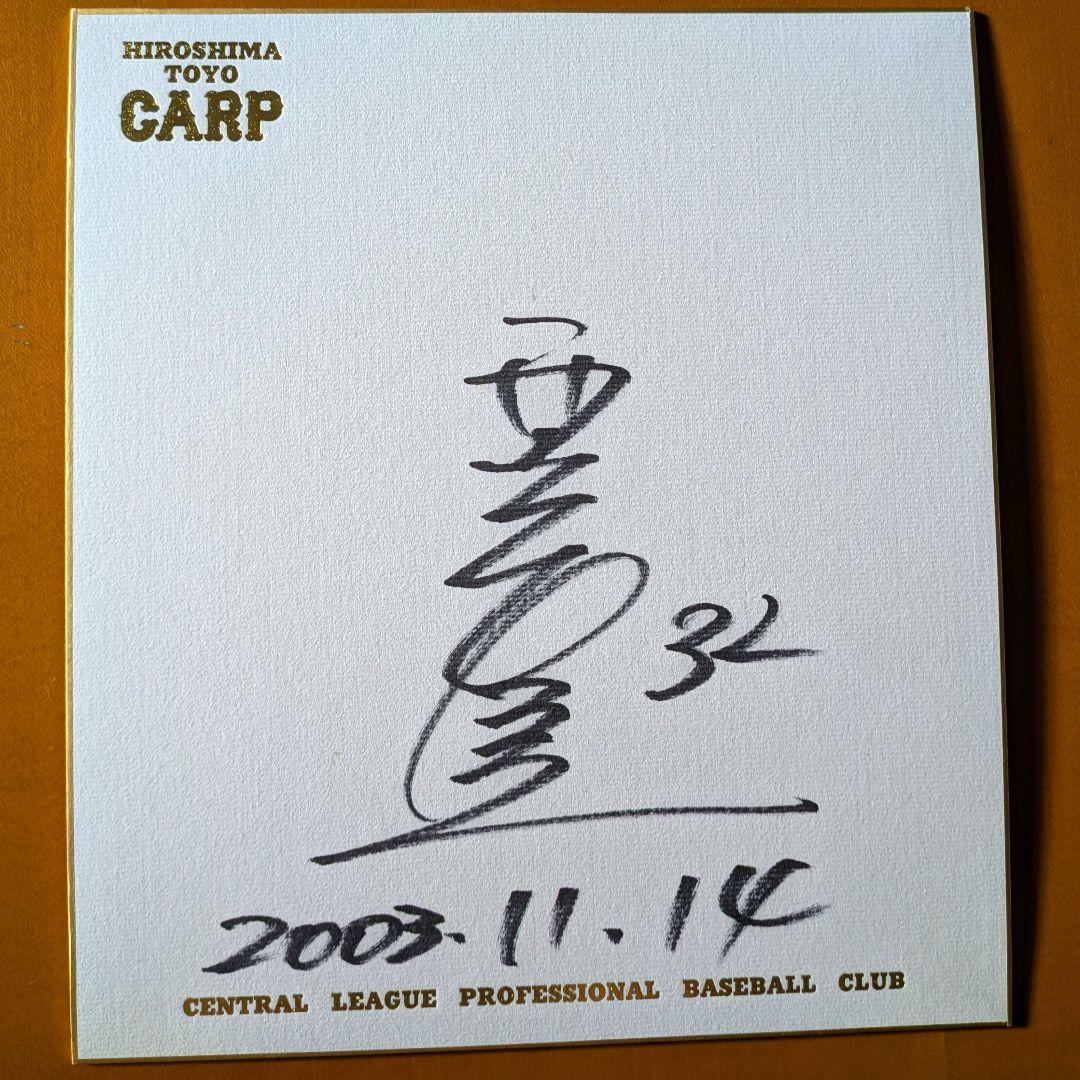 HIROSHIMA
TOYO
CARP
32
2003.11.14
CENTRAL LEAGUE PROFESSIONAL BASEBALL CLUB